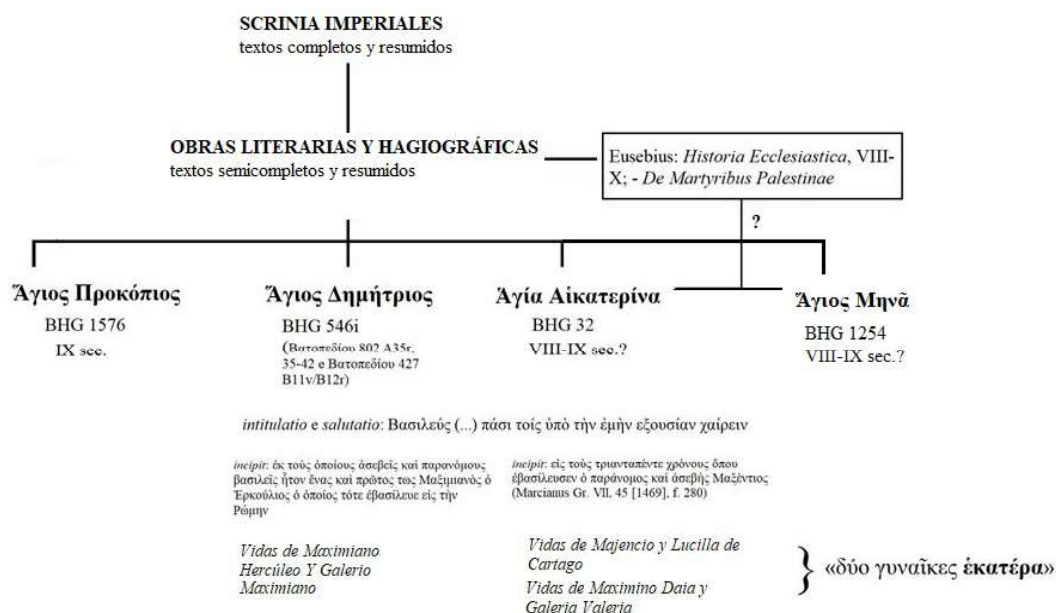 SCRINIA IMPERIALES
textos completos y resumidos
OBRAS LITERARIAS Y HAGIOGRÁFICAS
textos semicompletos y resumidos
Eusebius: Historia Ecclesiastica, VIII-
X; - De Martyribus Palestinae
?
Ἅγιος Προκόπιος
BHG 1576
IX sec.
Ἅγιος Δημήτριος
BHG 546i
(Βατοπεδίου 802 A35r,
35-42 e Βατοπεδίου 427
B11v/B12r)
Ἁγία Αἰκατερίνα
BHG 32
VIII-IX sec.?
Ἅγιος Μηνᾶ
BHG 1254
VIII-IX sec.?
intitulatio e salutatio: Βασιλεύς (...) πάσι τοίς ὑπὸ τὴν ἐμὴν εξουσίαν χαίρειν
incipit: ἐκ τοὺς ὁποίους ἀσεβεῖς καὶ παρανόμους
βασιλεῖς ἦτον ἕνας καὶ πρῶτος τως Μαξιμιανὸς ὁ
Ἑρκούλιος ὁ ὁποίος τότε ἐβασίλευε εἰς τὴν
Ρώμην
incipit: εἰς τοὺς τριανταπέντε χρόνους ὅπου
ἐβασίλευσεν ὁ παράνομος καὶ ἀσεβὴς Μαξέντιος
(Marcianus Gr. VII, 45 [1469], f. 280)
Vidas de Maximiano
Hercúleo Y Galerio
Maximiano
Vidas de Majencio y Lucilla de
Cartago
Vidas de Maximino Daia y
Galeria Valeria
} «δύο γυναῖκες ἑκατέρα»